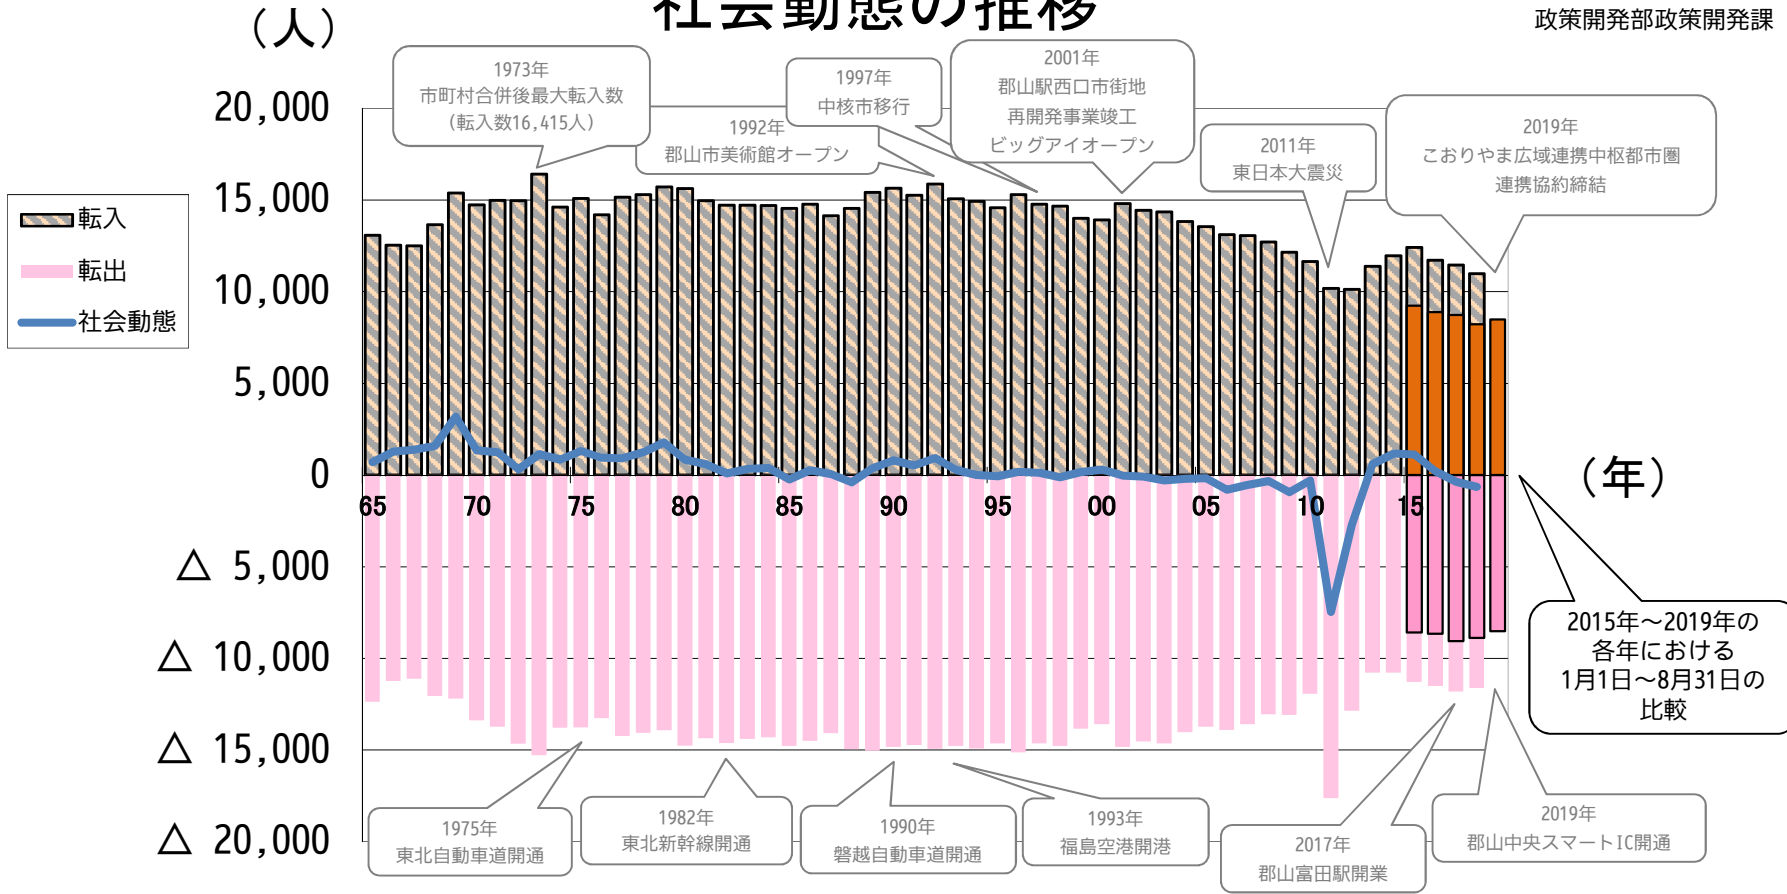 社会動態の推移
政策開発部政策開発課
（人）
1973年
市町村合併後最大転入数
（転入数16,415人）
1992年
郡山市美術館オープン
1997年
中核市移行
2001年
郡山駅西口市街地
再開発事業竣工
ビッグアイオープン
2011年
東日本大震災
2019年
こおりやま広域連携中枢都市圏
連携協約締結
転入
転出
社会動態
20,000
15,000
10,000
5,000
0
△ 5,000
△ 10,000
△ 15,000
△ 20,000
65 70 75 80 85 90 95 00 05 10 15
（年）
2015年～2019年の
各年における
1月1日～8月31日の
比較
1975年
東北自動車道開通
1982年
東北新幹線開通
1990年
磐越自動車道開通
1993年
福島空港開港
2017年
郡山富田駅開業
2019年
郡山中央スマートIC開通